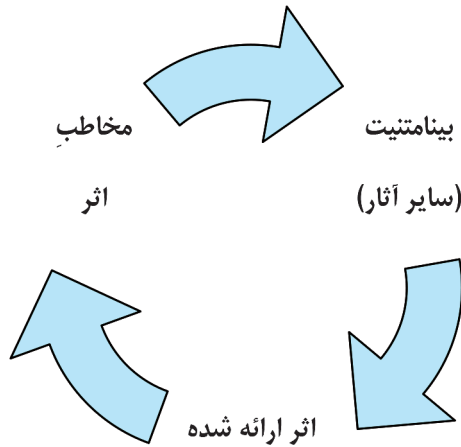 بینامتنیت
(سایر آثار)
مخاطبِ
اثر
اثر ارائه شده